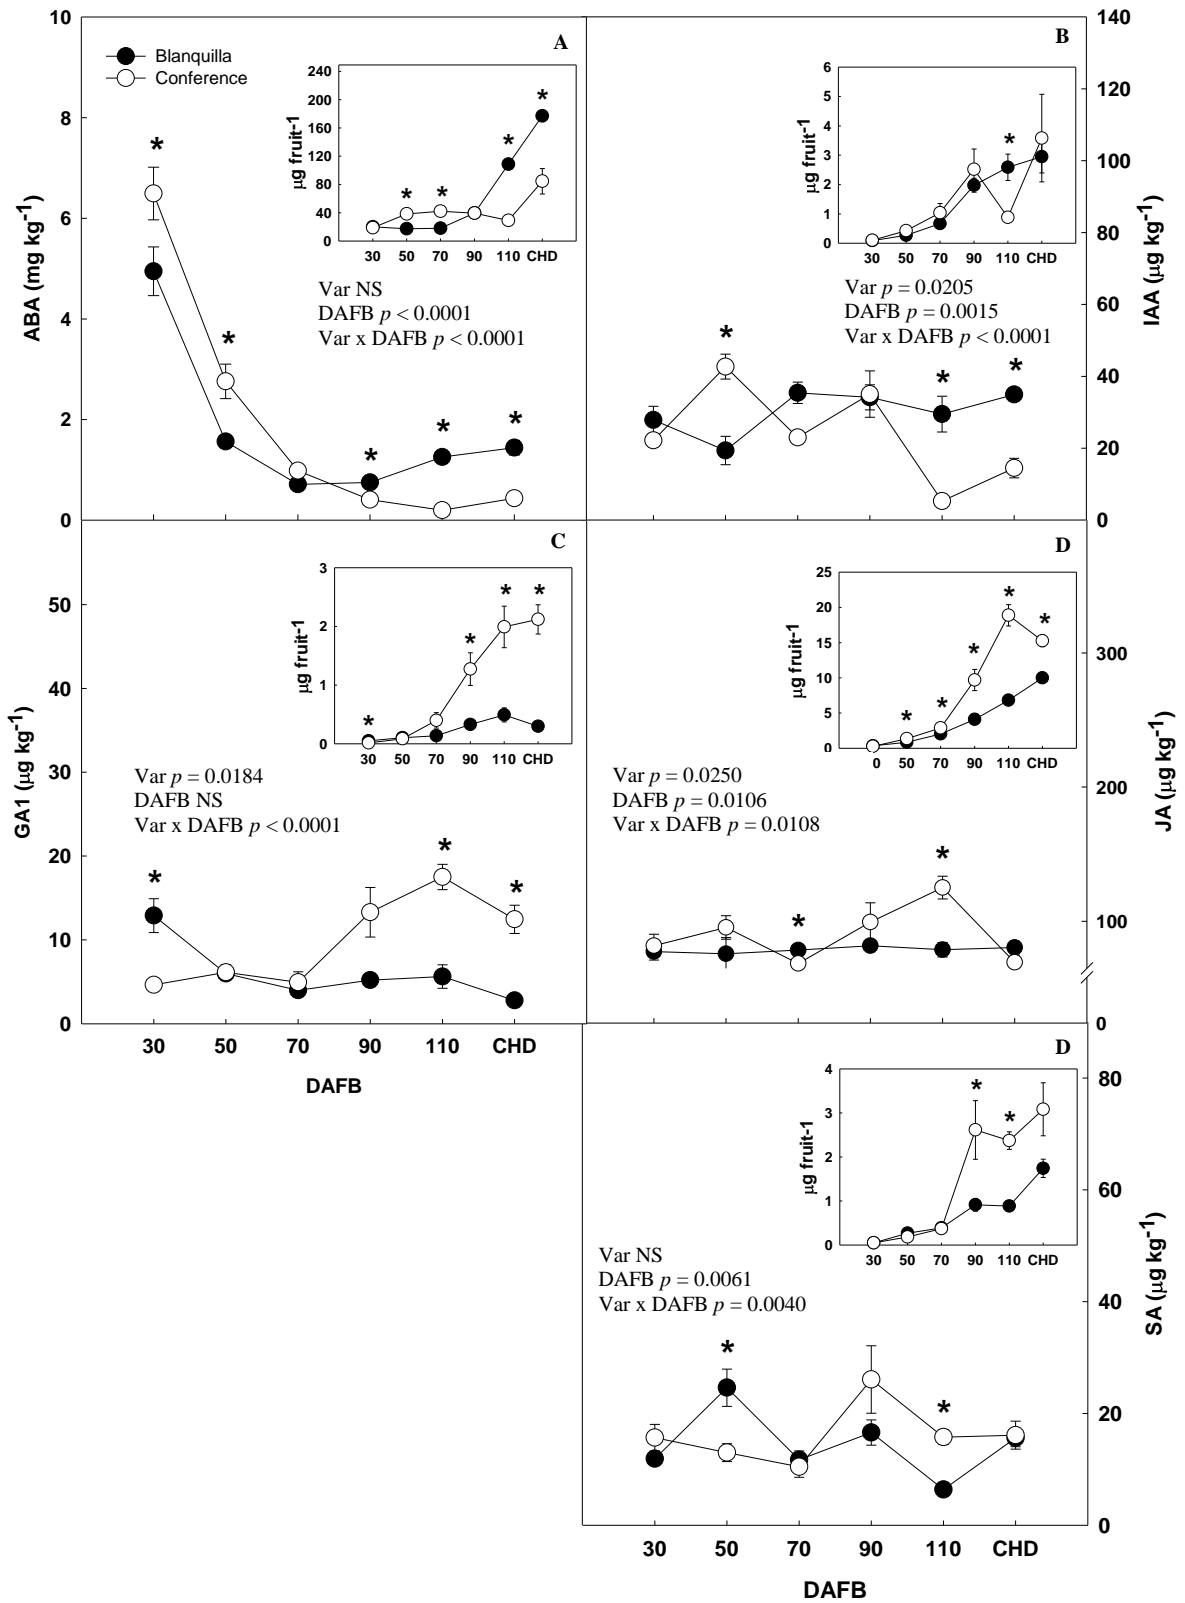 10
8
6
4
2
0
ABA (mg kg-1)
Blanquilla
Conference
A
*
*
*
*
*
240
200
160
120
80
40
0
µg fruit-1
*
*
*
*
30 50 70 90 110 CHD
Var NS
DAFB p < 0.0001
Var x DAFB p < 0.0001
B
140
120
100
80
60
40
20
0
IAA (µg kg-1)
6
5
4
3
2
1
0
µg fruit-1
*
30 50 70 90 110 CHD
Var p = 0.0205
DAFB p = 0.0015
Var x DAFB p < 0.0001
*
*
*
C
50
40
30
20
10
0
GA1 (µg kg-1)
3
2
1
0
µg fruit-1
*
*
*
*
30 50 70 90 110 CHD
Var p = 0.0184
DAFB NS
Var x DAFB p < 0.0001
*
*
*
30 50 70 90 110 CHD
DAFB
D
300
200
100
0
JA (µg kg-1)
25
20
15
10
5
0
µg fruit-1
*
*
*
*
*
0 50 70 90 110 CHD
Var p = 0.0250
DAFB p = 0.0106
Var x DAFB p = 0.0108
*
*
D
80
60
40
20
0
SA (µg kg-1)
4
3
2
1
0
µg fruit-1
*
*
30 50 70 90 110 CHD
Var NS
DAFB p = 0.0061
Var x DAFB p = 0.0040
*
*
30 50 70 90 110 CHD
DAFB